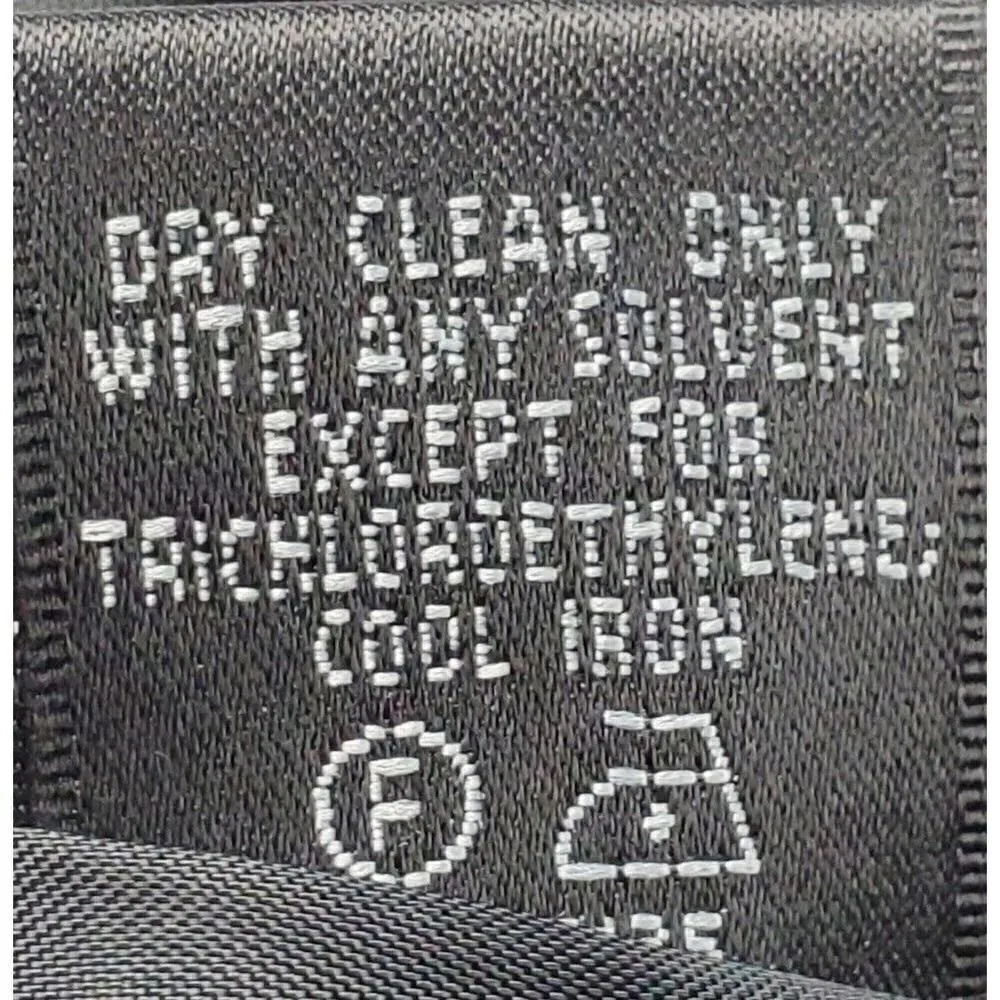 DRY CLEAN ONLY
WITH ANY SOLVENT
EXCEPT FOR
TRICHLOROETHYLENE;
COOL IRON
F